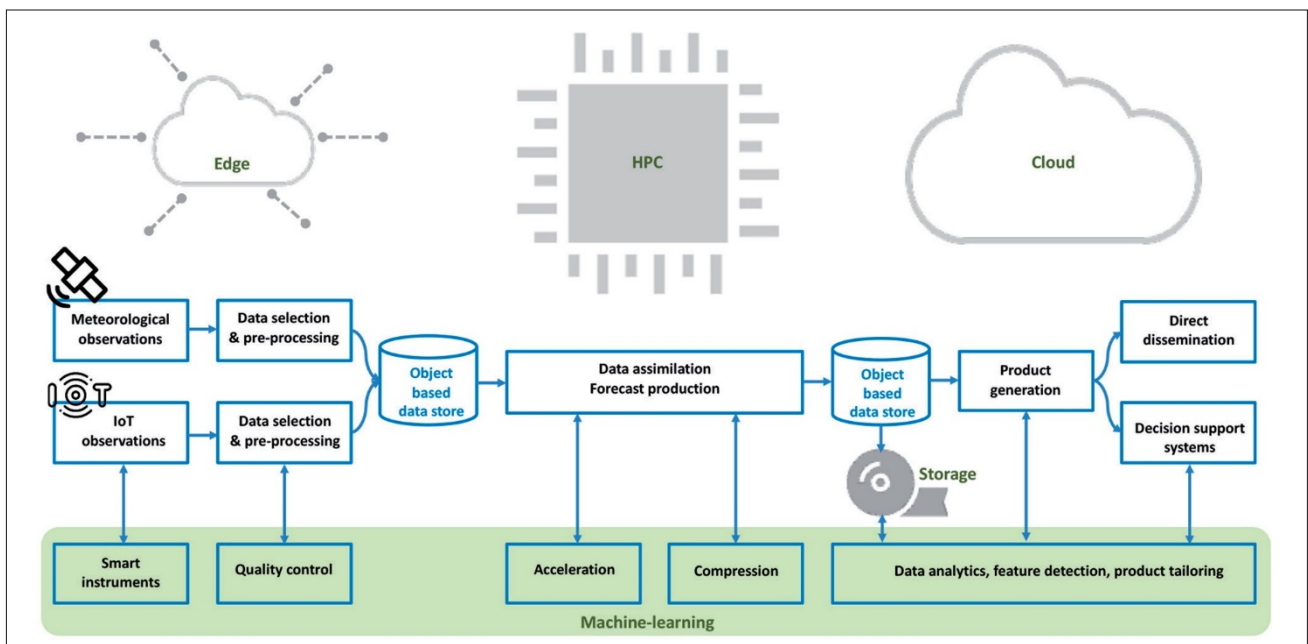 Edge
HPC
Cloud
Meteorological
observations
Data selection
& pre-processing
Object
based
data store
Data assimilation
Forecast production
Object
based
data store
Product
generation
Direct
dissemination
IOT
IoT
observations
Data selection
& pre-processing
Decision support
systems
Storage
Smart
instruments
Quality control
Acceleration
Compression
Data analytics, feature detection, product tailoring
Machine-learning